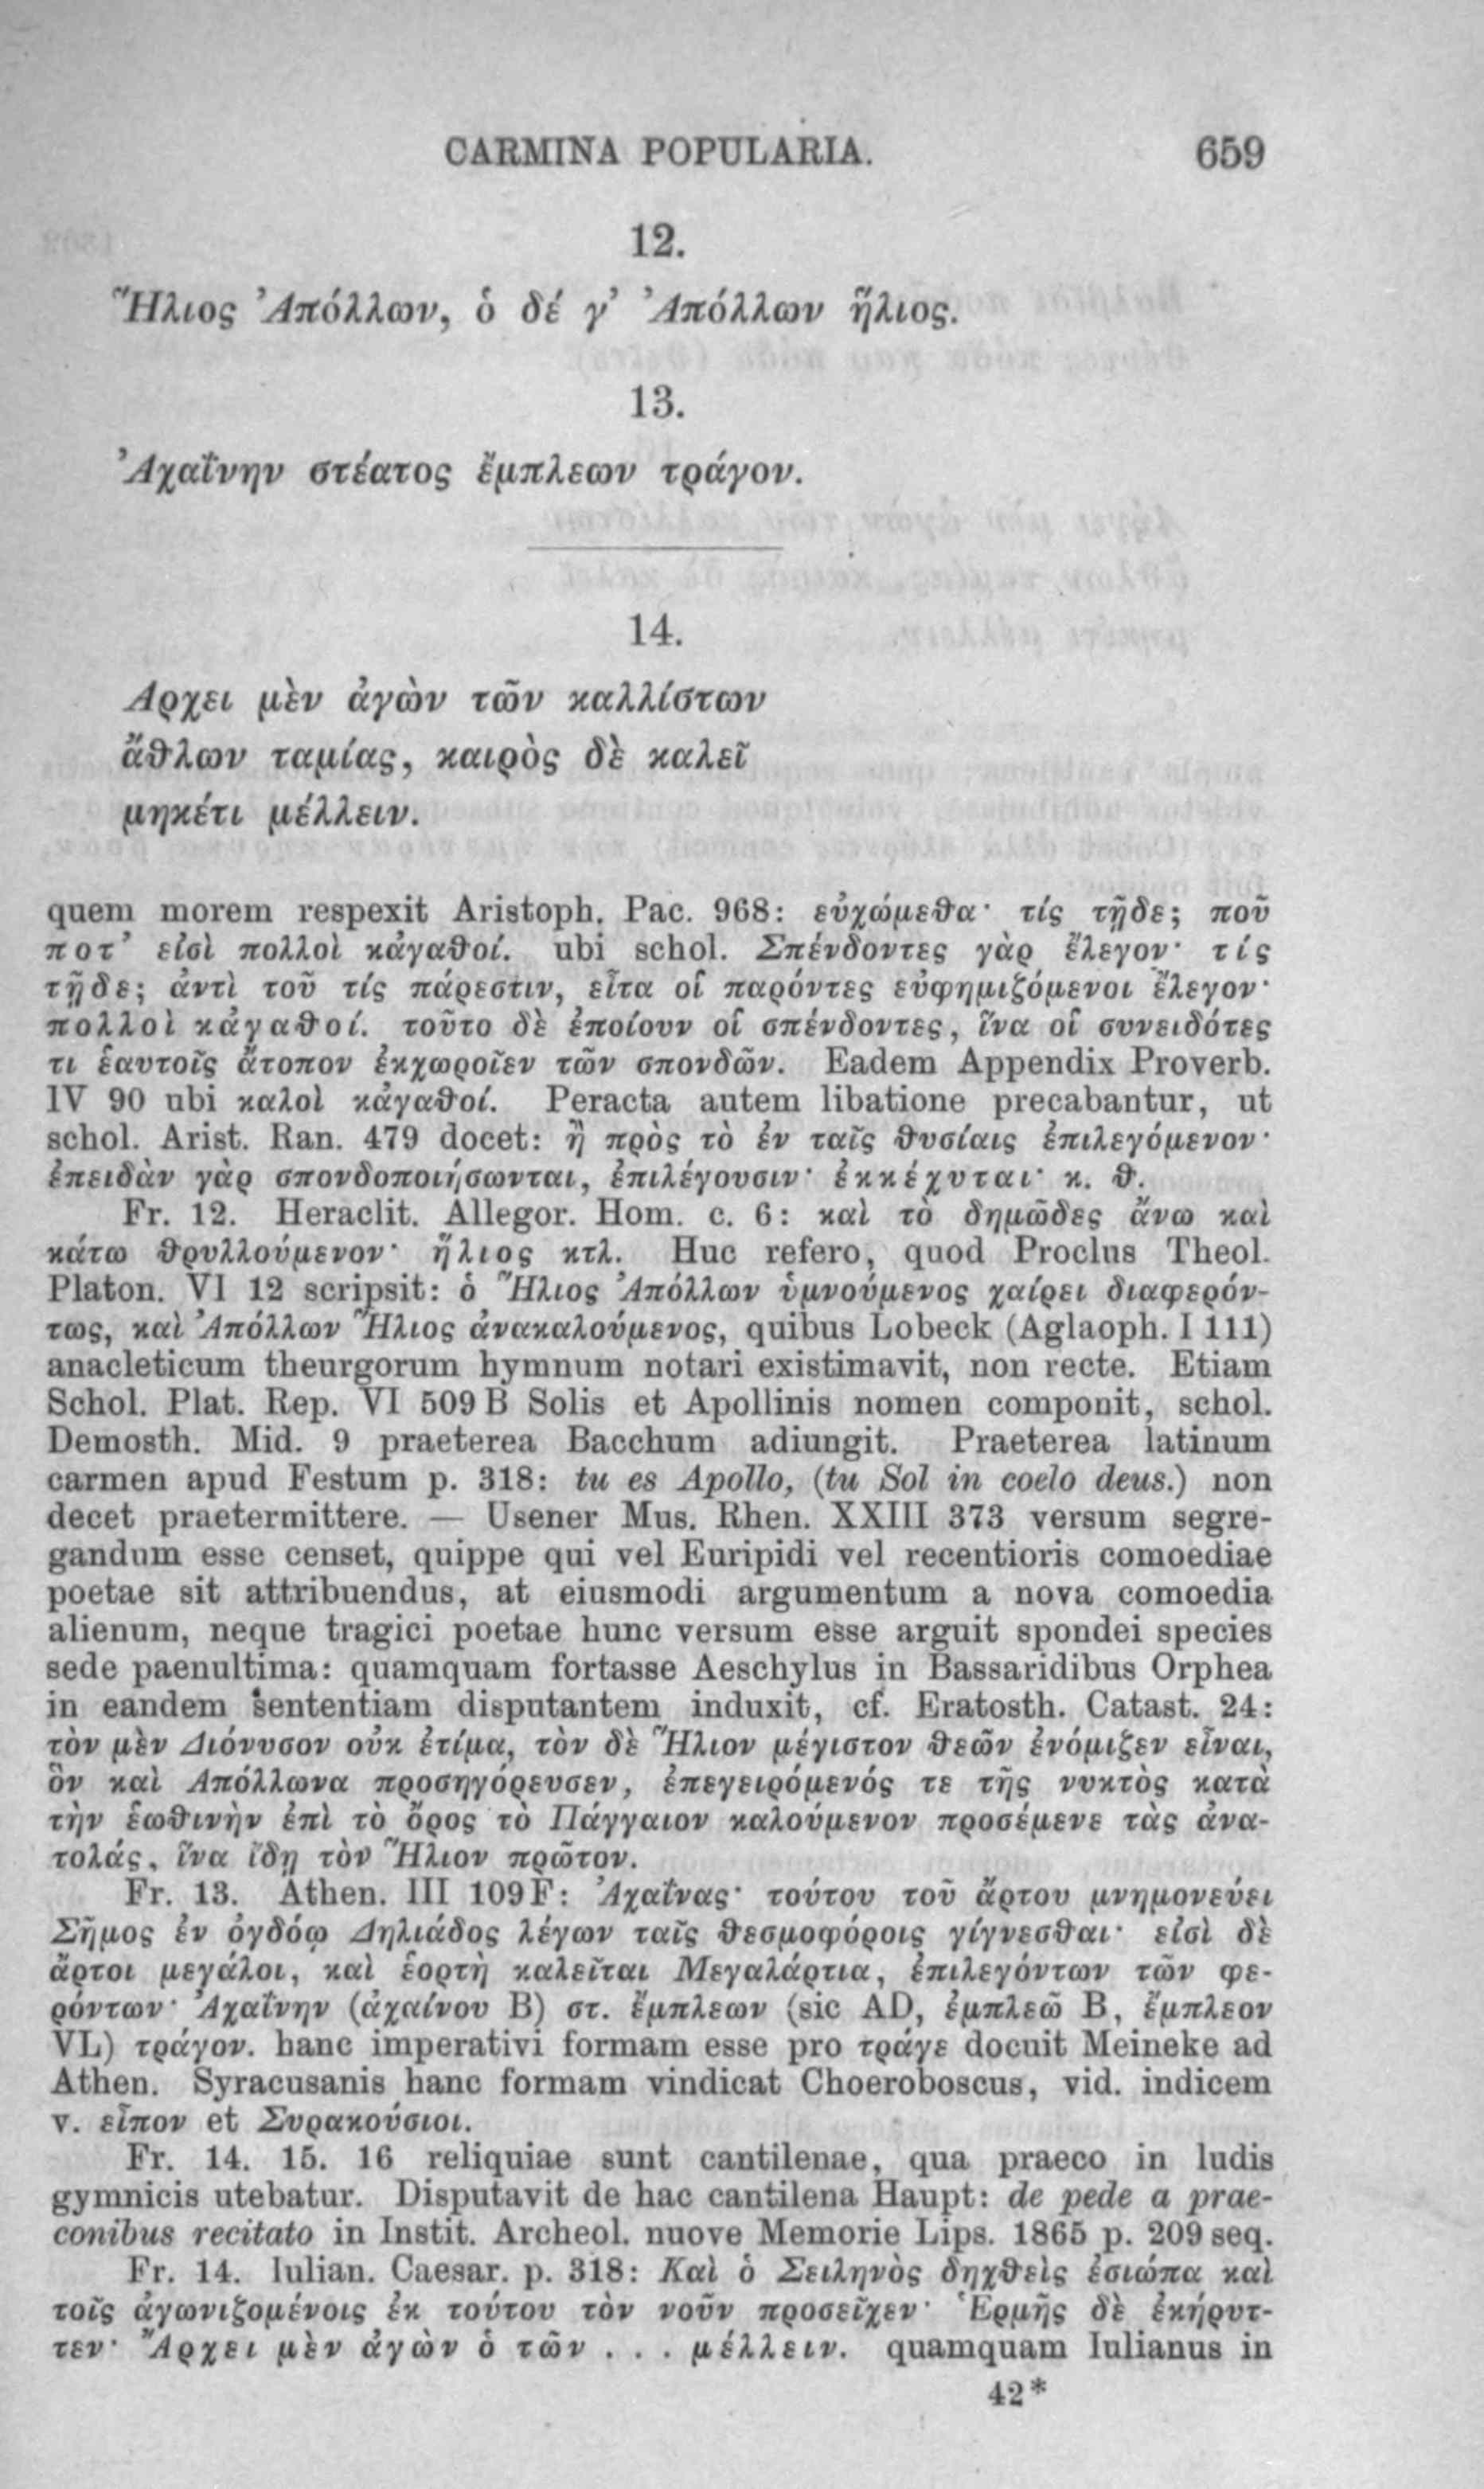 CARMINA POPULARIA. 659
12.
Ἥλιος Ἀπόλλων, ὁ δέ γ’ Ἀπόλλων ἥλιος.
13.
Ἀχαΐνην στέατος ἔμπλεων τράγον.
14.
Αρχει μὲν ἀγὼν τῶν καλλίστων
ἄθλων ταμίας, καιρὸς δὲ καλεῖ
μηκέτι μέλλειν.
quem morem respexit Aristoph. Pac. 968: εὐχώμεθα· τίς τῇδε; ποῦ
ποτ’ εἰσὶ πολλοὶ κἀγαθοί. ubi schol. Σπένδοντες γὰρ ἔλεγον· τίς
τῇδε; ἀντὶ τοῦ τίς πάρεστιν, εἶτα οἱ παρόντες εὐφημιζόμενοι ἔλεγον·
πολλοὶ κἀγαθοί. τοῦτο δὲ ἐποίουν οἱ σπένδοντες, ἵνα οἱ συνειδότες
τι ἑαυτοῖς ἄτοπον ἐκχωροῖεν τῶν σπονδῶν. Eadem Appendix Proverb.
IV 90 ubi καλοὶ κἀγαθοί. Peracta autem libatione precabantur, ut
schol. Arist. Ran. 479 docet: ἢ πρὸς τὸ ἐν ταῖς θυσίαις ἐπιλεγόμενον·
ἐπειδὰν γὰρ σπονδοποιήσωνται, ἐπιλέγουσιν· ἐκκέχυται· κ. θ.
Fr. 12. Heraclit. Allegor. Hom. c. 6: καὶ τὸ δημῶδες ἄνω καὶ
κάτω θρυλλούμενον· ἥλιος κτλ. Huc refero, quod Proclus Theol.
Platon. VI 12 scripsit: ὁ Ἥλιος Ἀπόλλων ὑμνούμενος χαίρει διαφερόν-
τως, καὶ Ἀπόλλων Ἥλιος ἀνακαλούμενος, quibus Lobeck (Aglaoph. I 111)
anacleticum theurgorum hymnum notari existimavit, non recte. Etiam
Schol. Plat. Rep. VI 509 B Solis et Apollinis nomen componit, schol.
Demosth. Mid. 9 praeterea Bacchum adiungit. Praeterea latinum
carmen apud Festum p. 318: tu es Apollo, (tu Sol in coelo deus.) non
decet praetermittere. — Usener Mus. Rhen. XXIII 373 versum segre-
gandum esse censet, quippe qui vel Euripidi vel recentioris comoediae
poetae sit attribuendus, at eiusmodi argumentum a nova comoedia
alienum, neque tragici poetae hunc versum esse arguit spondei species
sede paenultima: quamquam fortasse Aeschylus in Bassaridibus Orphea
in eandem sententiam disputantem induxit, cf. Eratosth. Catast. 24:
τὸν μὲν Διόνυσον οὐκ ἐτίμα, τὸν δὲ Ἥλιον μέγιστον θεῶν ἐνόμιζεν εἶναι,
ὃν καὶ Ἀπόλλωνα προσηγόρευσεν, ἐπεγειρόμενός τε τῆς νυκτὸς κατὰ
τὴν ἑωθινὴν ἐπὶ τὸ ὄρος τὸ Πάγγαιον καλούμενον προσέμενε τὰς ἀνα-
τολάς, ἵνα ἴδῃ τὸν Ἥλιον πρῶτον.
Fr. 13. Athen. III 109 F: Ἀχαΐνας· τούτου τοῦ ἄρτου μνημονεύει
Σῆμος ἐν ὀγδόῳ Δηλιάδος λέγων ταῖς θεσμοφόροις γίγνεσθαι· εἰσὶ δὲ
ἄρτοι μεγάλοι, καὶ ἑορτὴ καλεῖται Μεγαλάρτια, ἐπιλεγόντων τῶν φε-
ρόντων· Ἀχαΐνην (ἀχαίνου B) στ. ἔμπλεων (sic AD, ἐμπλεῶ B, ἔμπλεον
VL) τράγον. hanc imperativi formam esse pro τράγε docuit Meineke ad
Athen. Syracusanis hanc formam vindicat Choeroboscus, vid. indicem
v. εἶπον et Συρακούσιοι.
Fr. 14. 15. 16 reliquiae sunt cantilenae, qua praeco in ludis
gymnicis utebatur. Disputavit de hac cantilena Haupt: de pede a prae-
conibus recitato in Instit. Archeol. nuove Memorie Lips. 1865 p. 209 seq.
Fr. 14. Iulian. Caesar. p. 318: Καὶ ὁ Σειληνὸς δηχθεὶς ἐσιώπα καὶ
τοῖς ἀγωνιζομένοις ἐκ τούτου τὸν νοῦν προσεῖχεν· Ἑρμῆς δὲ ἐκήρυτ-
τεν· Ἄρχει μὲν ἀγὼν ὁ τῶν . . . μέλλειν. quamquam Iulianus in
42*